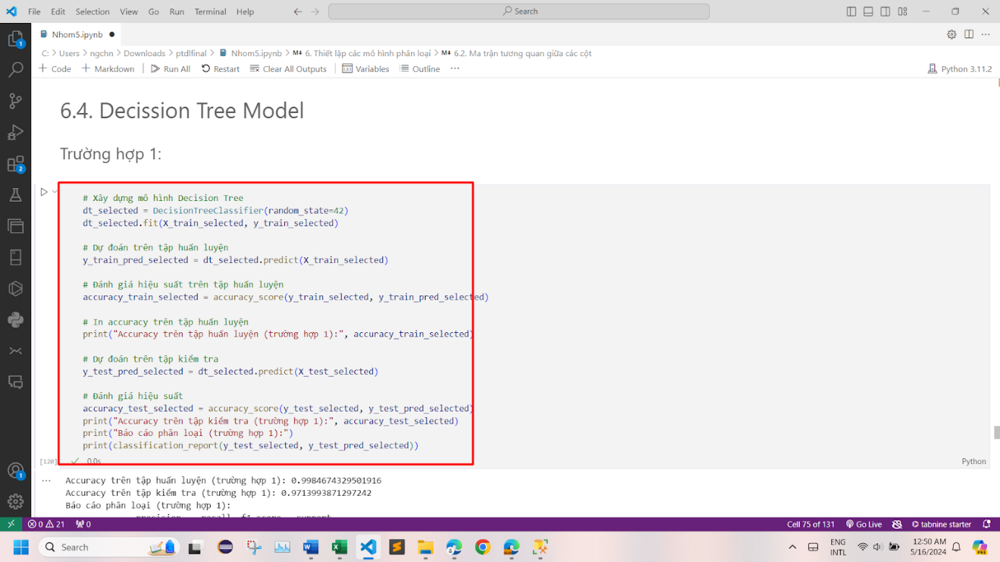 File Edit Selection View Go Run Terminal Help
Search
Nhom5.ipynb
C: > Users > ngchn > Downloads > ptdlfinal > Nhom5.ipynb > M↓ 6. Thiết lập các mô hình phân loại > M↓ 6.2. Ma trận tương quan giữa các cột
+ Code + Markdown Run All Restart Clear All Outputs Variables Outline ... Python 3.11.2
6.4. Decission Tree Model
Trường hợp 1:
# Xây dựng mô hình Decision Tree
dt_selected = DecisionTreeClassifier(random_state=42)
dt_selected.fit(X_train_selected, y_train_selected)
# Dự đoán trên tập huấn luyện
y_train_pred_selected = dt_selected.predict(X_train_selected)
# Đánh giá hiệu suất trên tập huấn luyện
accuracy_train_selected = accuracy_score(y_train_selected, y_train_pred_selected)
# In accuracy trên tập huấn luyện
print("Accuracy trên tập huấn luyện (trường hợp 1):", accuracy_train_selected)
# Dự đoán trên tập kiểm tra
y_test_pred_selected = dt_selected.predict(X_test_selected)
# Đánh giá hiệu suất
accuracy_test_selected = accuracy_score(y_test_selected, y_test_pred_selected)
print("Accuracy trên tập kiểm tra (trường hợp 1):", accuracy_test_selected)
print("Báo cáo phân loại (trường hợp 1):")
print(classification_report(y_test_selected, y_test_pred_selected))
[120] 0.0s Python
... Accuracy trên tập huấn luyện (trường hợp 1): 0.9984674329501916
Accuracy trên tập kiểm tra (trường hợp 1): 0.9713993871297242
Báo cáo phân loại (trường hợp 1):
precision recall f1-score support
0 21 0 Cell 75 of 131 Go Live tabnine starter
Search ENG INTL 12:50 AM 5/16/2024